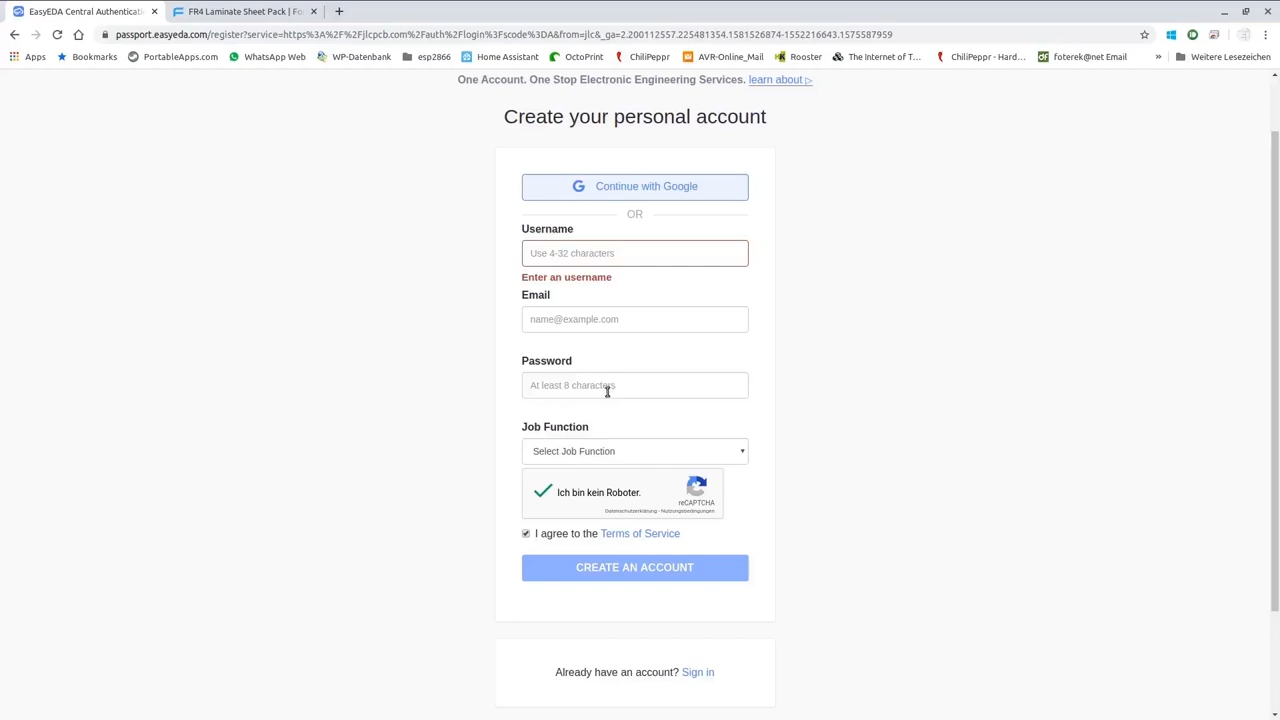 EasyEDA Central Authenticati
FR4 Laminate Sheet Pack | Fo
passport.easyeda.com/register?service=https%3A%2F%2Fjlcpcb.com%2Fauth%2Flogin%3Fscode%3DA&from=jlc&_ga=2.200112557.225481354.1581526874-1552216643.1575587959
Apps Bookmarks PortableApps.com WhatsApp Web WP-Datenbank esp2866 Home Assistant OctoPrint ChiliPeppr AVR-Online_Mail Rooster The Internet of T... ChiliPeppr - Hard... foterek@net Email » Weitere Lesezeichen
One Account. One Stop Electronic Engineering Services. learn about ▷
Create your personal account
Continue with Google
OR
Username
Use 4-32 characters
Enter an username
Email
name@example.com
Password
At least 8 characters
Job Function
Select Job Function
Ich bin kein Roboter.
reCAPTCHA
Datenschutzerklärung - Nutzungsbedingungen
I agree to the Terms of Service
CREATE AN ACCOUNT
Already have an account? Sign in